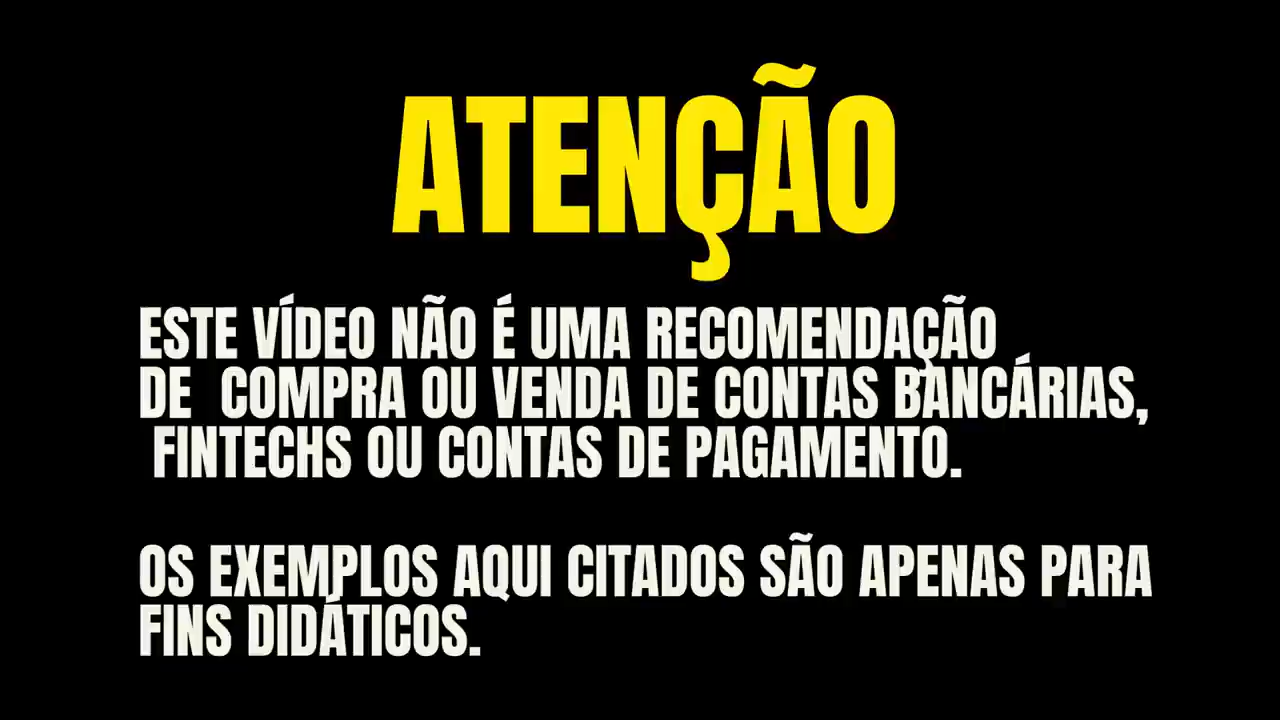 ATENÇÃO
ESTE VÍDEO NÃO É UMA RECOMENDAÇÃO
DE COMPRA OU VENDA DE CONTAS BANCÁRIAS,
FINTECHS OU CONTAS DE PAGAMENTO.
OS EXEMPLOS AQUI CITADOS SÃO APENAS PARA
FINS DIDÁTICOS.